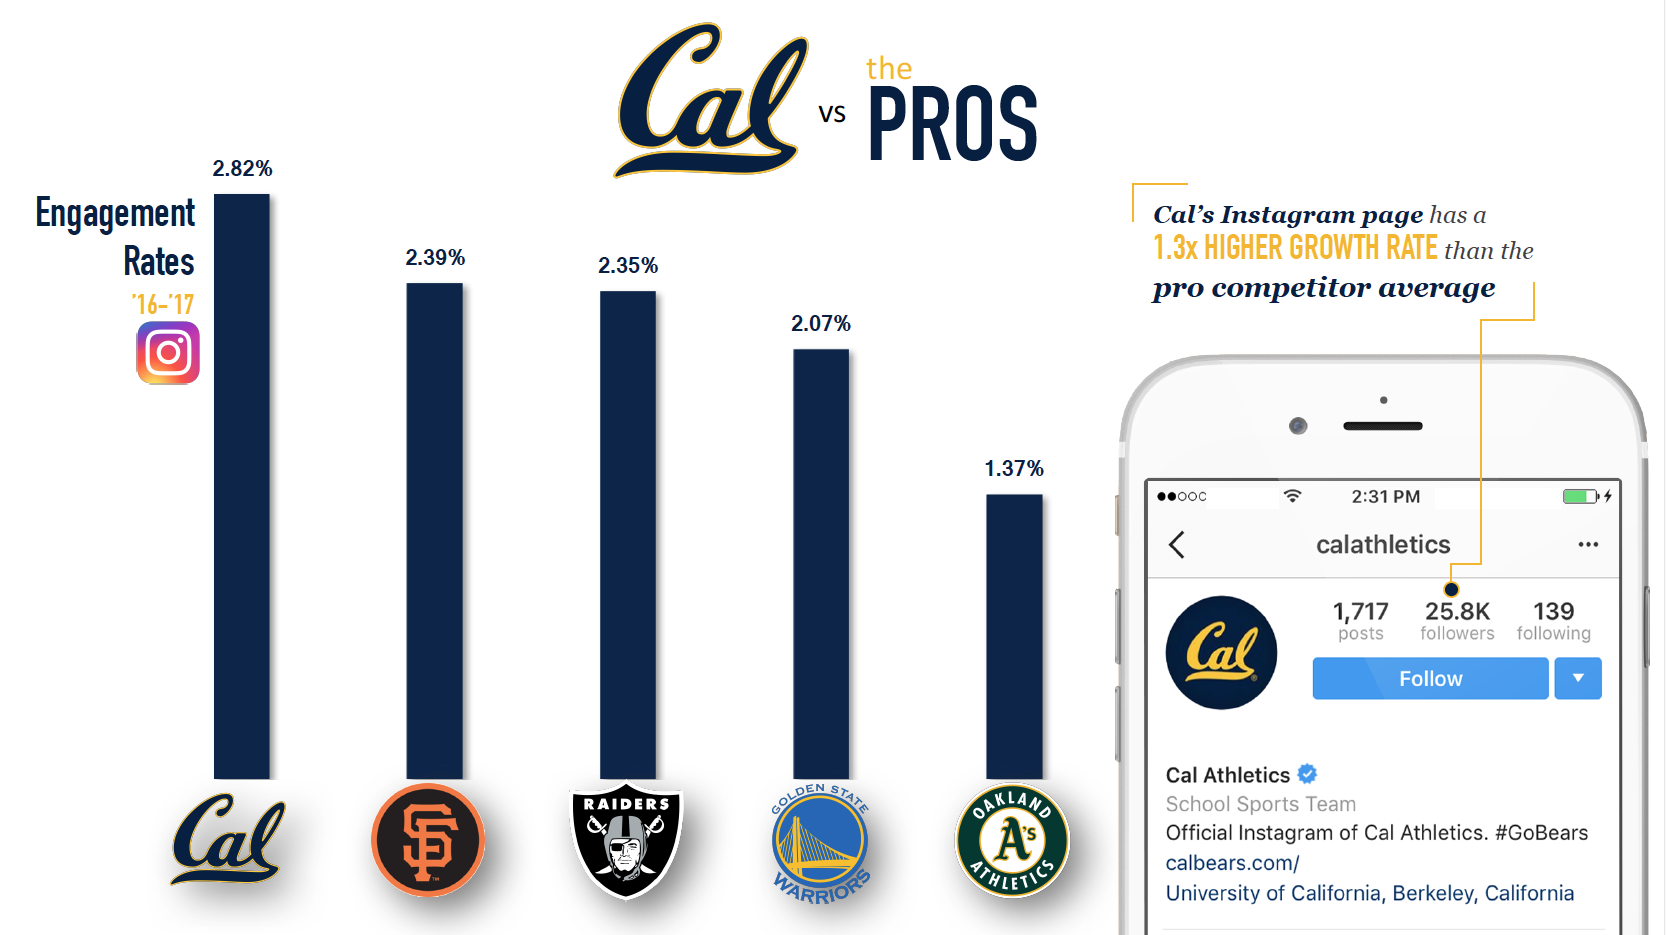 Cal vs the PROS
Engagement
Rates
'16-'17
2.82%
2.39%
2.35%
2.07%
1.37%
Cal
SF
™
RAIDERS
GOLDEN STATE
WARRIORS
OAKLAND
A's
ATHLETICS
Cal's Instagram page has a
1.3x HIGHER GROWTH RATE than the
pro competitor average
2:31 PM
calathletics
1,717 25.8K 139
posts followers following
Cal®
Follow
Cal Athletics
School Sports Team
Official Instagram of Cal Athletics. #GoBears
calbears.com/
University of California, Berkeley, California